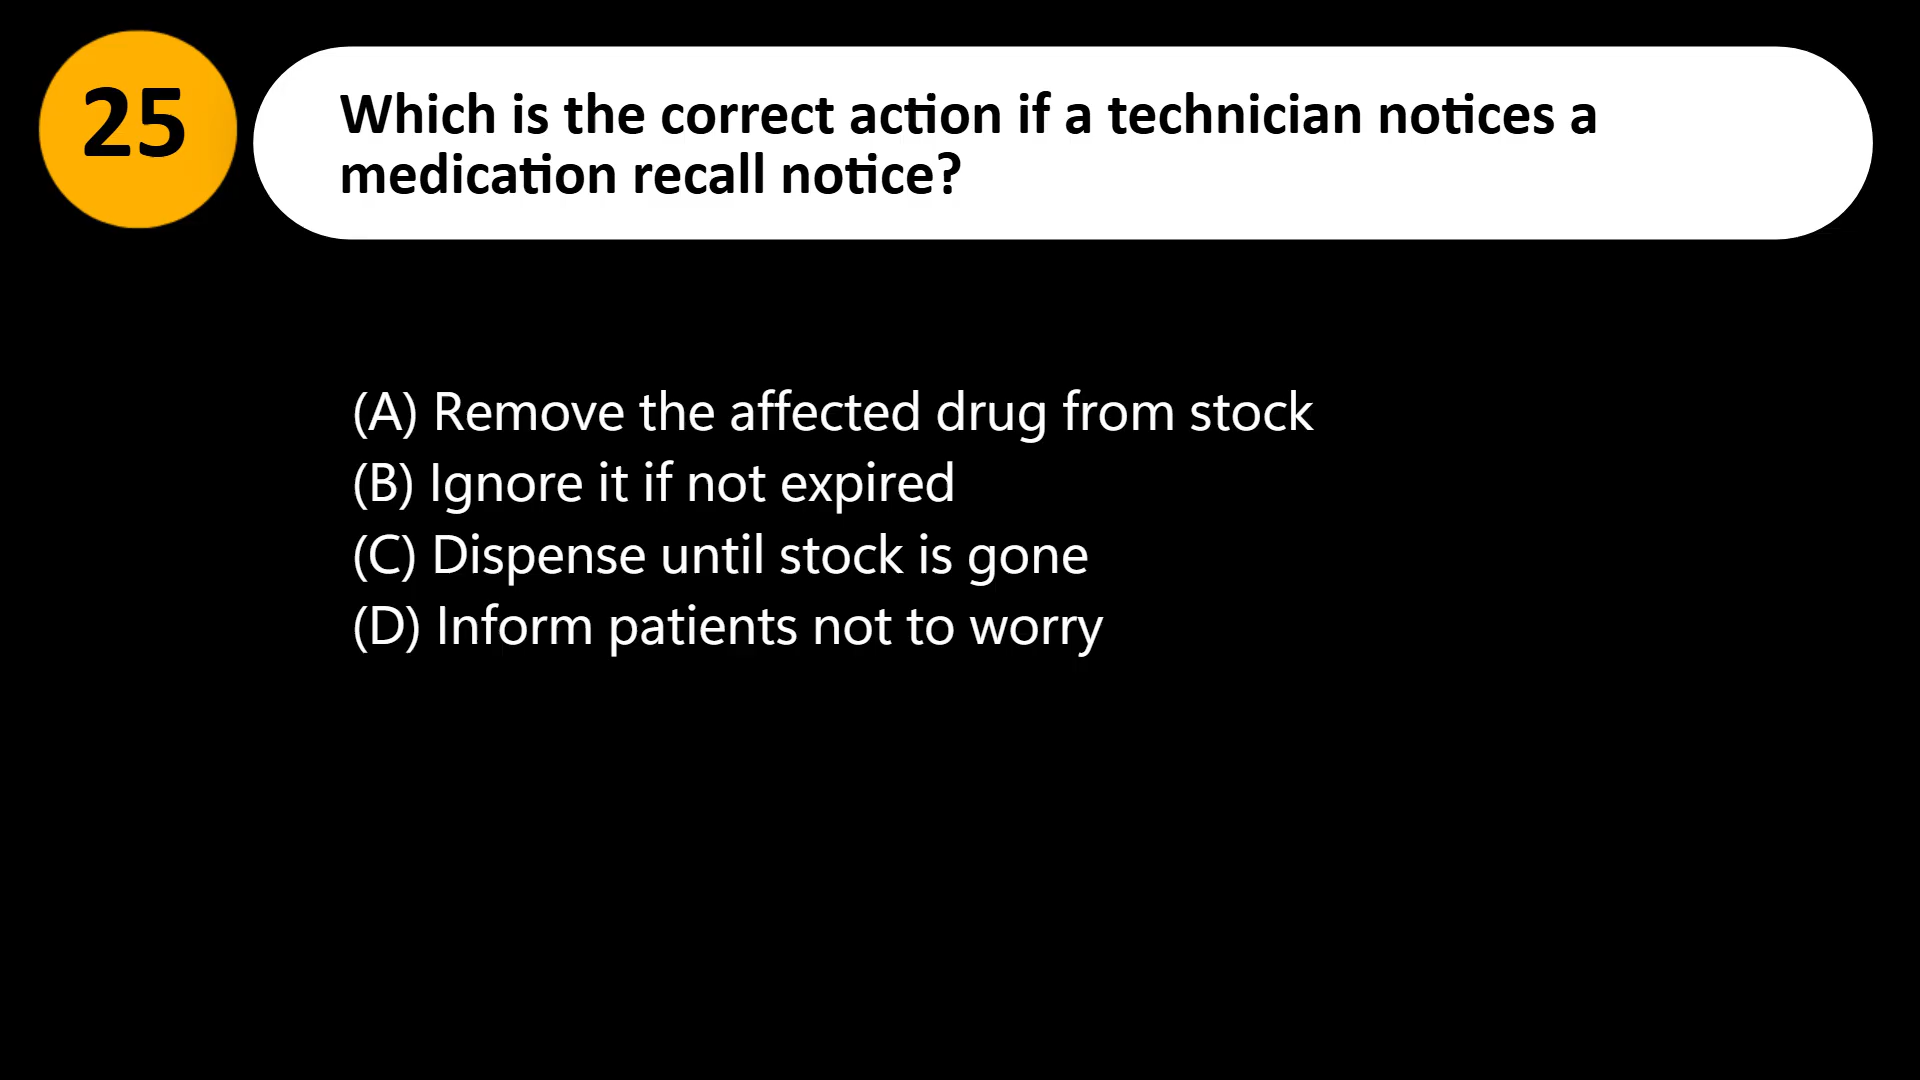 25
Which is the correct action if a technician notices a
medication recall notice?
(A) Remove the affected drug from stock
(B) Ignore it if not expired
(C) Dispense until stock is gone
(D) Inform patients not to worry